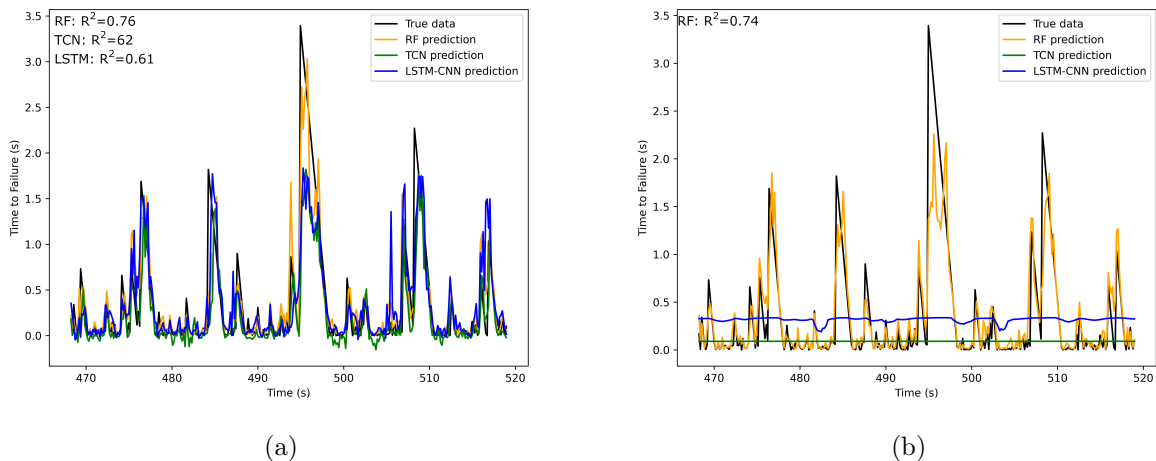 RF: R²=0.76
TCN: R²=62
LSTM: R²=0.61
True data
RF prediction
TCN prediction
LSTM-CNN prediction
3.5
3.0
2.5
2.0
1.5
1.0
0.5
0.0
Time to Failure (s)
470 480 490 500 510 520
Time (s)
(a)
RF: R²=0.74
True data
RF prediction
TCN prediction
LSTM-CNN prediction
3.5
3.0
2.5
2.0
1.5
1.0
0.5
0.0
Time to Failure (s)
470 480 490 500 510 520
Time (s)
(b)